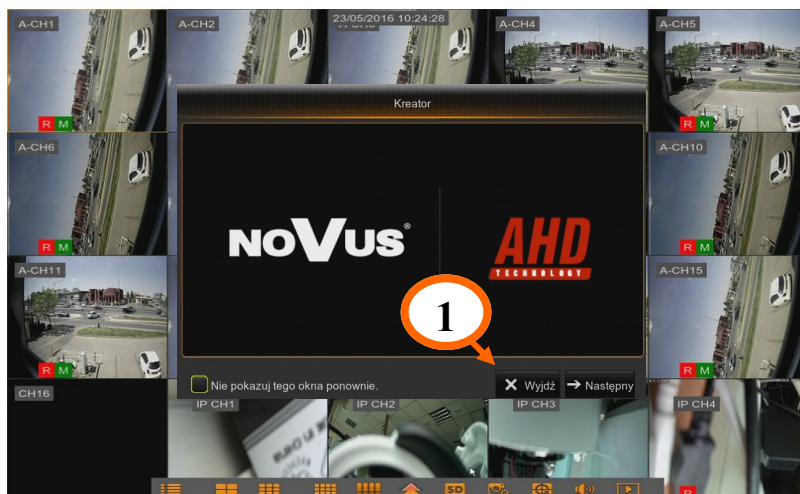 A-CH1
A-CH2
23/05/2016 10:24:28
A-CH4
A-CH5
Kreator
R M
R M
A-CH6
A-CH10
NOVUS®
AHD
TECHNOLOGY
R M
R M
A-CH11
A-CH15
1
R M
R M
Nie pokazuj tego okna ponownie.
Wyjdź
Następny
CH16
IP CH1
IP CH2
IP CH3
IP CH4
SD
R